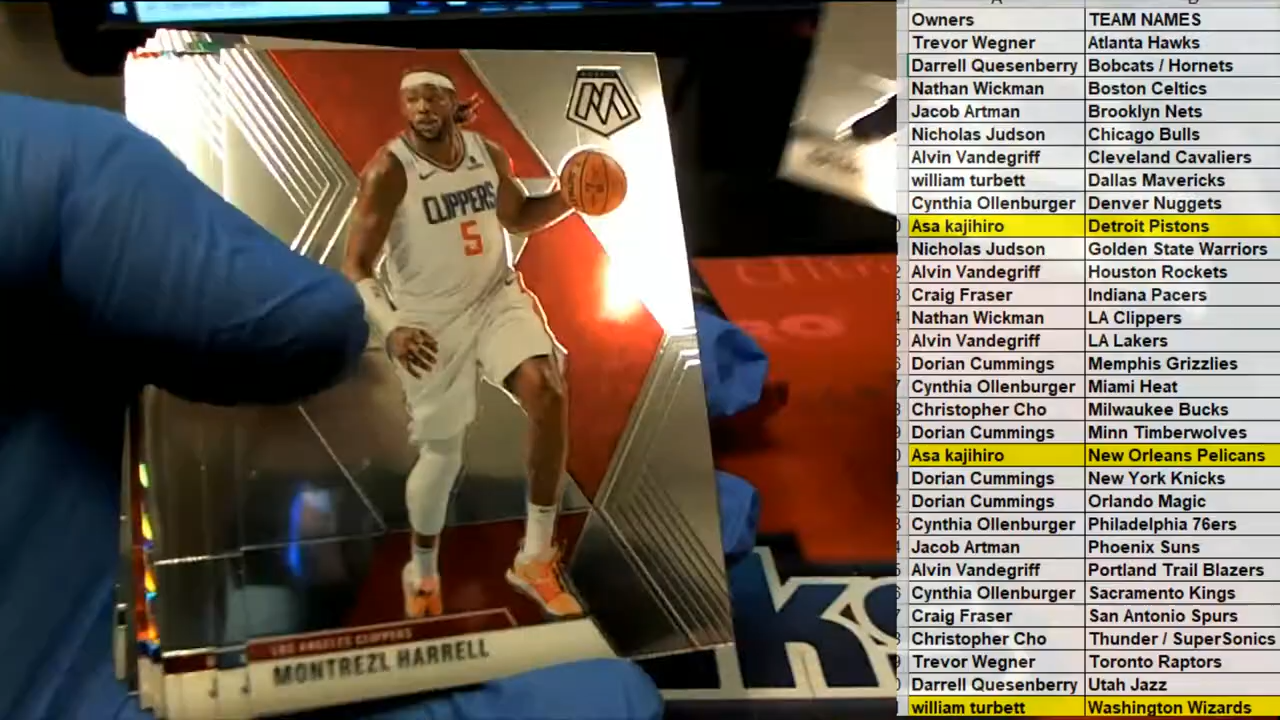 MOSAIC
CLIPPERS
5
LOS ANGELES CLIPPERS
MONTREZL HARRELL
Owners TEAM NAMES
Trevor Wegner Atlanta Hawks
Darrell Quesenberry Bobcats / Hornets
Nathan Wickman Boston Celtics
Jacob Artman Brooklyn Nets
Nicholas Judson Chicago Bulls
Alvin Vandegriff Cleveland Cavaliers
william turbett Dallas Mavericks
Cynthia Ollenburger Denver Nuggets
Asa kajihiro Detroit Pistons
Nicholas Judson Golden State Warriors
Alvin Vandegriff Houston Rockets
Craig Fraser Indiana Pacers
Nathan Wickman LA Clippers
Alvin Vandegriff LA Lakers
Dorian Cummings Memphis Grizzlies
Cynthia Ollenburger Miami Heat
Christopher Cho Milwaukee Bucks
Dorian Cummings Minn Timberwolves
Asa kajihiro New Orleans Pelicans
Dorian Cummings New York Knicks
Dorian Cummings Orlando Magic
Cynthia Ollenburger Philadelphia 76ers
Jacob Artman Phoenix Suns
Alvin Vandegriff Portland Trail Blazers
Cynthia Ollenburger Sacramento Kings
Craig Fraser San Antonio Spurs
Christopher Cho Thunder / SuperSonics
Trevor Wegner Toronto Raptors
Darrell Quesenberry Utah Jazz
william turbett Washington Wizards